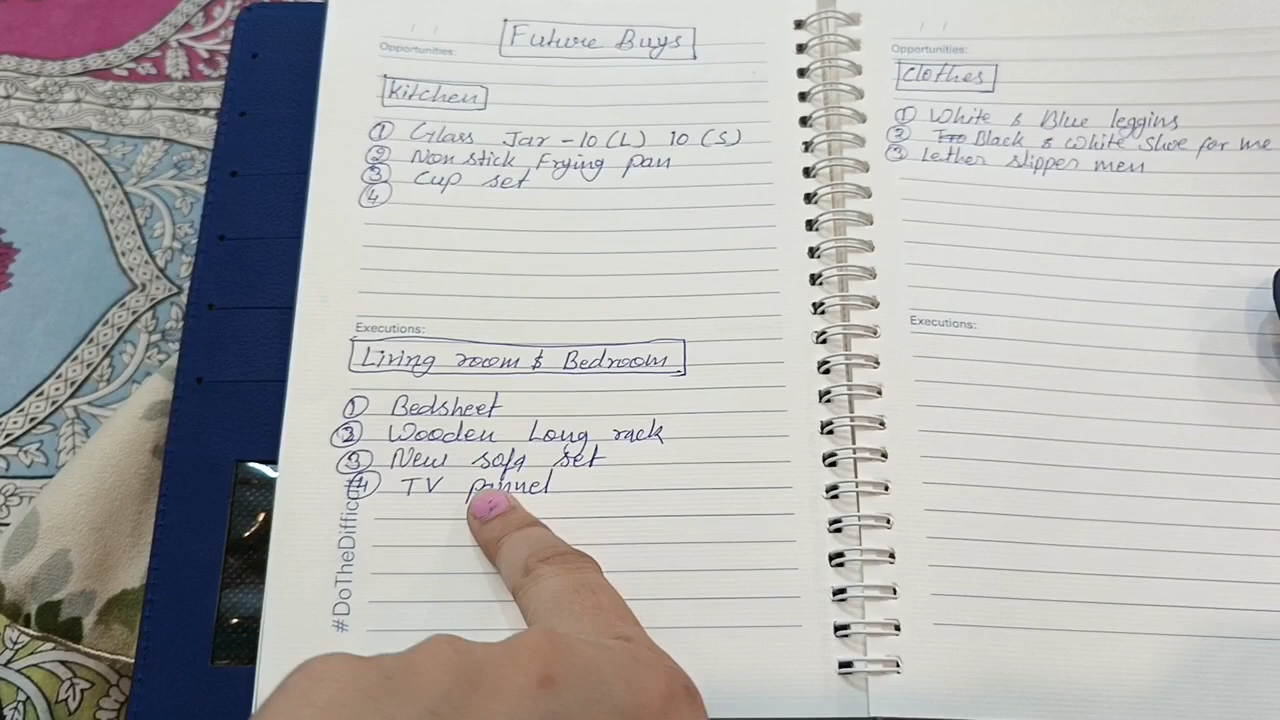 Future Buys
Opportunities:
Kitchen
① Glass Jar - 10 (L) 10 (S)
② Non stick Frying pan
③ Cup set
④
Executions:
Living room & Bedroom
① Bedsheet
② Wooden Long rack
③ New sofa set
④ TV pannel
#DoTheDiffic
Opportunities:
Clothes
① White & Blue leggins
② Black & White Shoe for me
③ Lether slipper men
Executions: